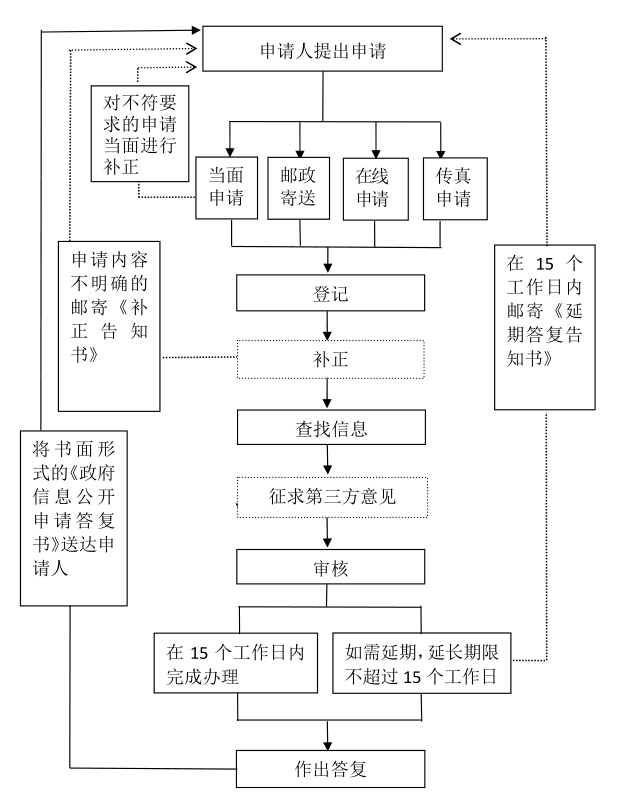 申请人提出申请
对不符要
求的申请
当面进行
补正
当面
申请
邮政
寄送
在线
申请
传真
申请
申请内容
不明确的
邮寄《补
正告知
书》
在 15 个
工作日内
邮寄《延
期答复告
知书》
登记
补正
查找信息
将书面形
式的《政府
信息公开
申请答复
书》送达申
请人
征求第三方意见
审核
在 15 个工作日内
完成办理
如需延期，延长期限
不超过 15 个工作日
作出答复